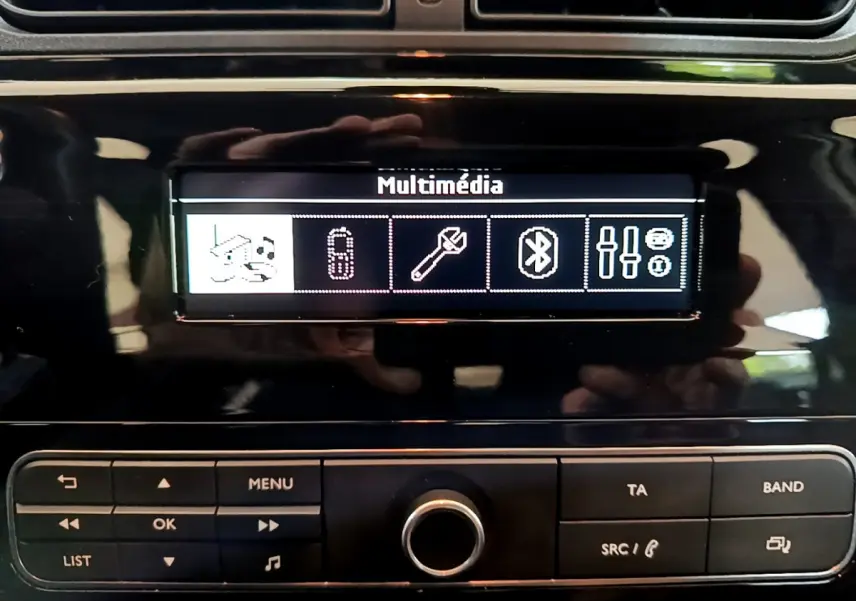 Multimédia
MENU
TA
BAND
OK
SRC /
LIST